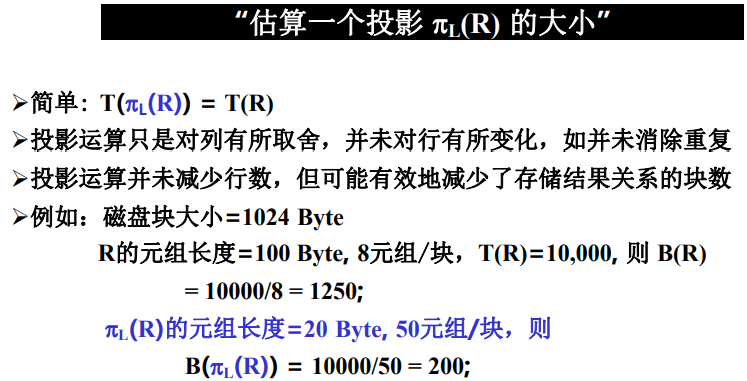 “估算一个投影 πL(R) 的大小”
➢简单: T(πL(R)) = T(R)
➢投影运算只是对列有所取舍，并未对行有所变化，如并未消除重复
➢投影运算并未减少行数，但可能有效地减少了存储结果关系的块数
➢例如：磁盘块大小=1024 Byte
R的元组长度=100 Byte, 8元组/块，T(R)=10,000, 则 B(R)
= 10000/8 = 1250;
πL(R)的元组长度=20 Byte, 50元组/块，则
B(πL(R)) = 10000/50 = 200;